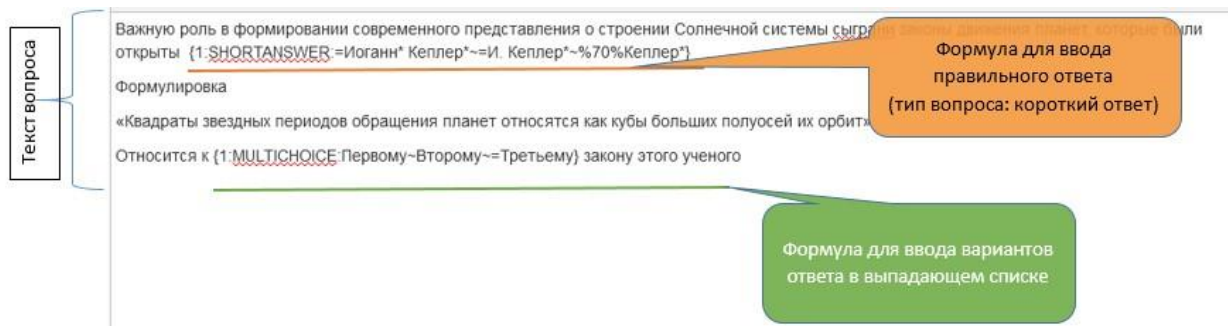 Текст вопроса
Важную роль в формировании современного представления о строении Солнечной системы сыграли законы движения планет, которые были
открыты {1:SHORTANSWER:=Иоганн* Кеплер*~=И. Кеплер*~%70%Кеплер*}
Формулировка
«Квадраты звездных периодов обращения планет относятся как кубы больших полуосей их орбит»
Относится к {1:MULTICHOICE:Первому~Второму~=Третьему} закону этого ученого
Формула для ввода
правильного ответа
(тип вопроса: короткий ответ)
Формула для ввода вариантов
ответа в выпадающем списке